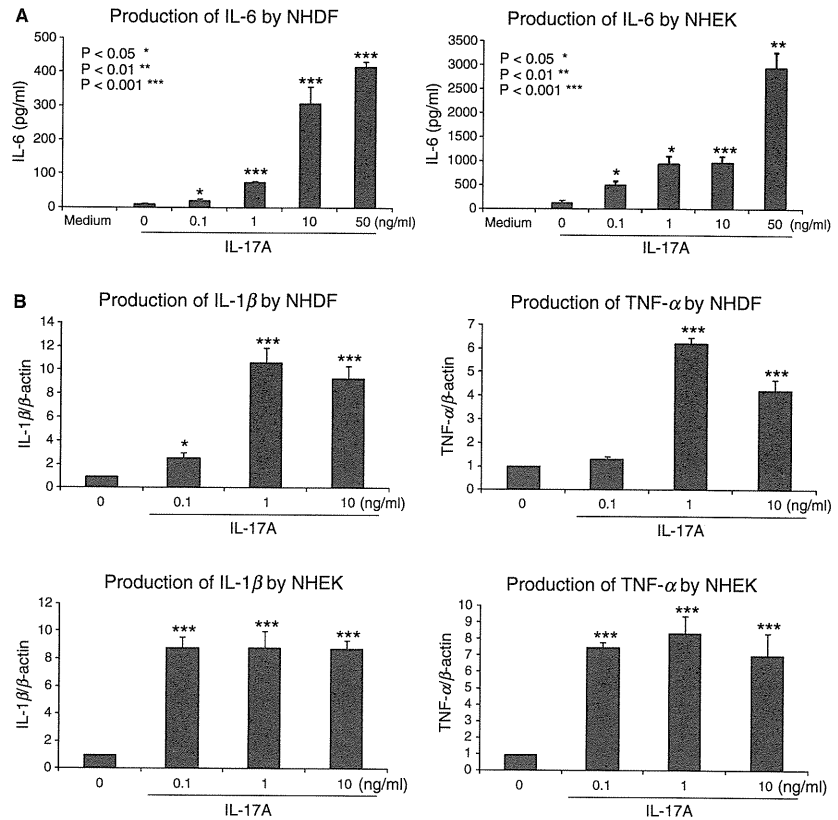 A
Production of IL-6 by NHDF
IL-6 (pg/ml)
500
400
300
200
100
0
P < 0.05 *
P < 0.01 **
P < 0.001 ***
*
***
***
***
Medium 0 0.1 1 10 50 (ng/ml)
IL-17A
Production of IL-6 by NHEK
IL-6 (pg/ml)
3500
3000
2500
2000
1500
1000
500
0
P < 0.05 *
P < 0.01 **
P < 0.001 ***
*
*
***
**
Medium 0 0.1 1 10 50 (ng/ml)
IL-17A
B
Production of IL-1β by NHDF
IL-1β/β-actin
14
12
10
8
6
4
2
0
*
***
***
0 0.1 1 10 (ng/ml)
IL-17A
Production of TNF-α by NHDF
TNF-α/β-actin
7
6
5
4
3
2
1
0
***
***
0 0.1 1 10 (ng/ml)
IL-17A
Production of IL-1β by NHEK
IL-1β/β-actin
12
10
8
6
4
2
0
***
***
***
0 0.1 1 10 (ng/ml)
IL-17A
Production of TNF-α by NHEK
TNF-α/β-actin
10
9
8
7
6
5
4
3
2
1
0
***
***
***
0 0.1 1 10 (ng/ml)
IL-17A